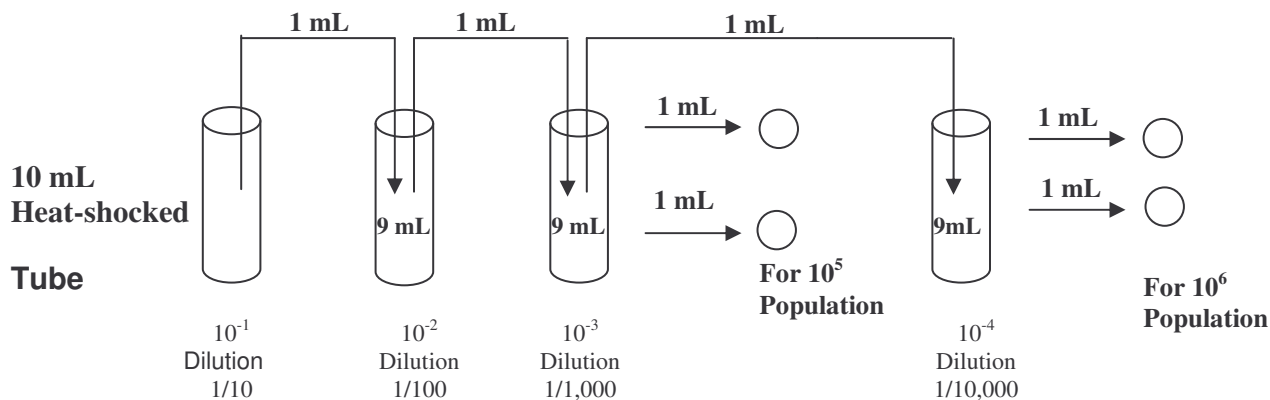 1 mL
1 mL
1 mL
1 mL
1 mL
10 mL
Heat-shocked
1 mL
1 mL
9 mL
9 mL
9mL
Tube
For 10⁵
Population
For 10⁶
Population
10⁻¹
Dilution
1/10
10⁻²
Dilution
1/100
10⁻³
Dilution
1/1,000
10⁻⁴
Dilution
1/10,000